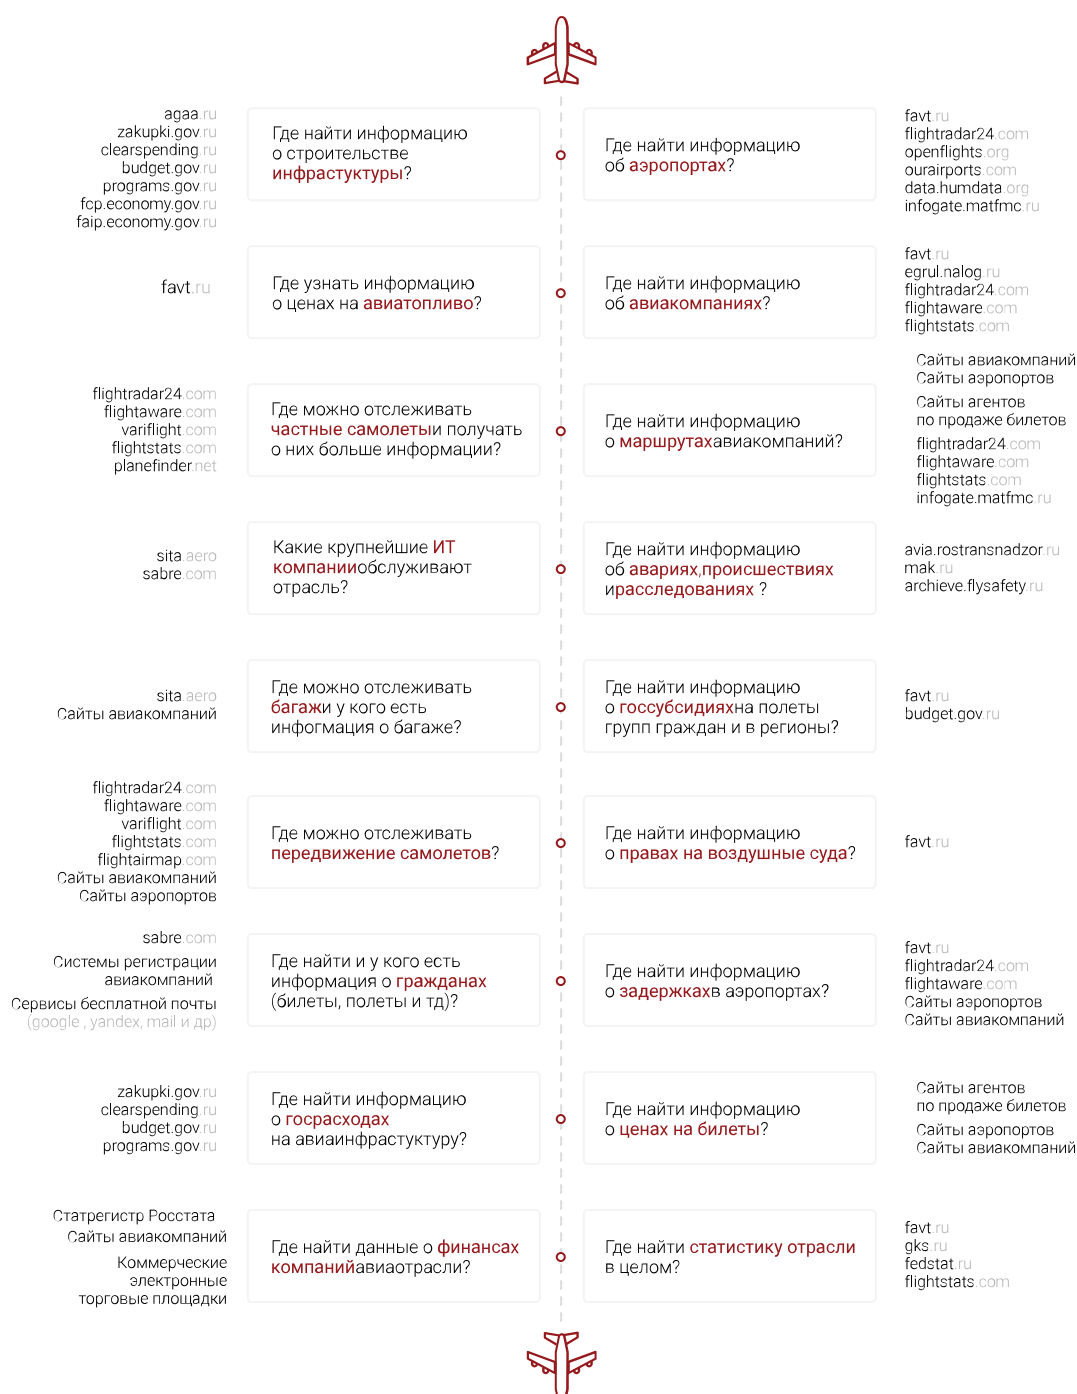 agaa.ru
zakupki.gov.ru
clearspending.ru
budget.gov.ru
programs.gov.ru
fcp.economy.gov.ru
faip.economy.gov.ru
Где найти информацию
о строительстве
инфрастуктуры?
Где найти информацию
об аэропортах?
favt.ru
flightradar24.com
openflights.org
ourairports.com
data.humdata.org
infogate.matfmc.ru
favt.ru
Где узнать информацию
о ценах на авиатопливо?
Где найти информацию
об авиакомпаниях?
favt.ru
egrul.nalog.ru
flightradar24.com
flightaware.com
flightstats.com
flightradar24.com
flightaware.com
variflight.com
flightstats.com
planefinder.net
Где можно отслеживать
частные самолетыи получать
о них больше информации?
Где найти информацию
о маршрутахавиакомпаний?
Сайты авиакомпаний
Сайты аэропортов
Сайты агентов
по продаже билетов
flightradar24.com
flightaware.com
flightstats.com
infogate.matfmc.ru
sita.aero
sabre.com
Какие крупнейшие ИТ
компанииобслуживают
отрасль?
Где найти информацию
об авариях,происшествиях
ирасследованиях ?
avia.rostransnadzor.ru
mak.ru
archieve.flysafety.ru
sita.aero
Сайты авиакомпаний
Где можно отслеживать
багажи у кого есть
инфогмация о багаже?
Где найти информацию
о госсубсидияхна полеты
групп граждан и в регионы?
favt.ru
budget.gov.ru
flightradar24.com
flightaware.com
variflight.com
flightstats.com
flightairmap.com
Сайты авиакомпаний
Сайты аэропортов
Где можно отслеживать
передвижение самолетов?
Где найти информацию
о правах на воздушные суда?
favt.ru
sabre.com
Системы регистрации
авиакомпаний
Сервисы бесплатной почты
(google , yandex, mail и др)
Где найти и у кого есть
информация о гражданах
(билеты, полеты и тд)?
Где найти информацию
о задержкахв аэропортах?
favt.ru
flightradar24.com
flightaware.com
Сайты аэропортов
Сайты авиакомпаний
zakupki.gov.ru
clearspending.ru
budget.gov.ru
programs.gov.ru
Где найти информацию
о госрасходах
на авиаинфрастуктуру?
Где найти информацию
о ценах на билеты?
Сайты агентов
по продаже билетов
Сайты аэропортов
Сайты авиакомпаний
Статрегистр Росстата
Сайты авиакомпаний
Коммерческие
электронные
торговые площадки
Где найти данные о финансах
компанийавиаотрасли?
Где найти статистику отрасли
в целом?
favt.ru
gks.ru
fedstat.ru
flightstats.com